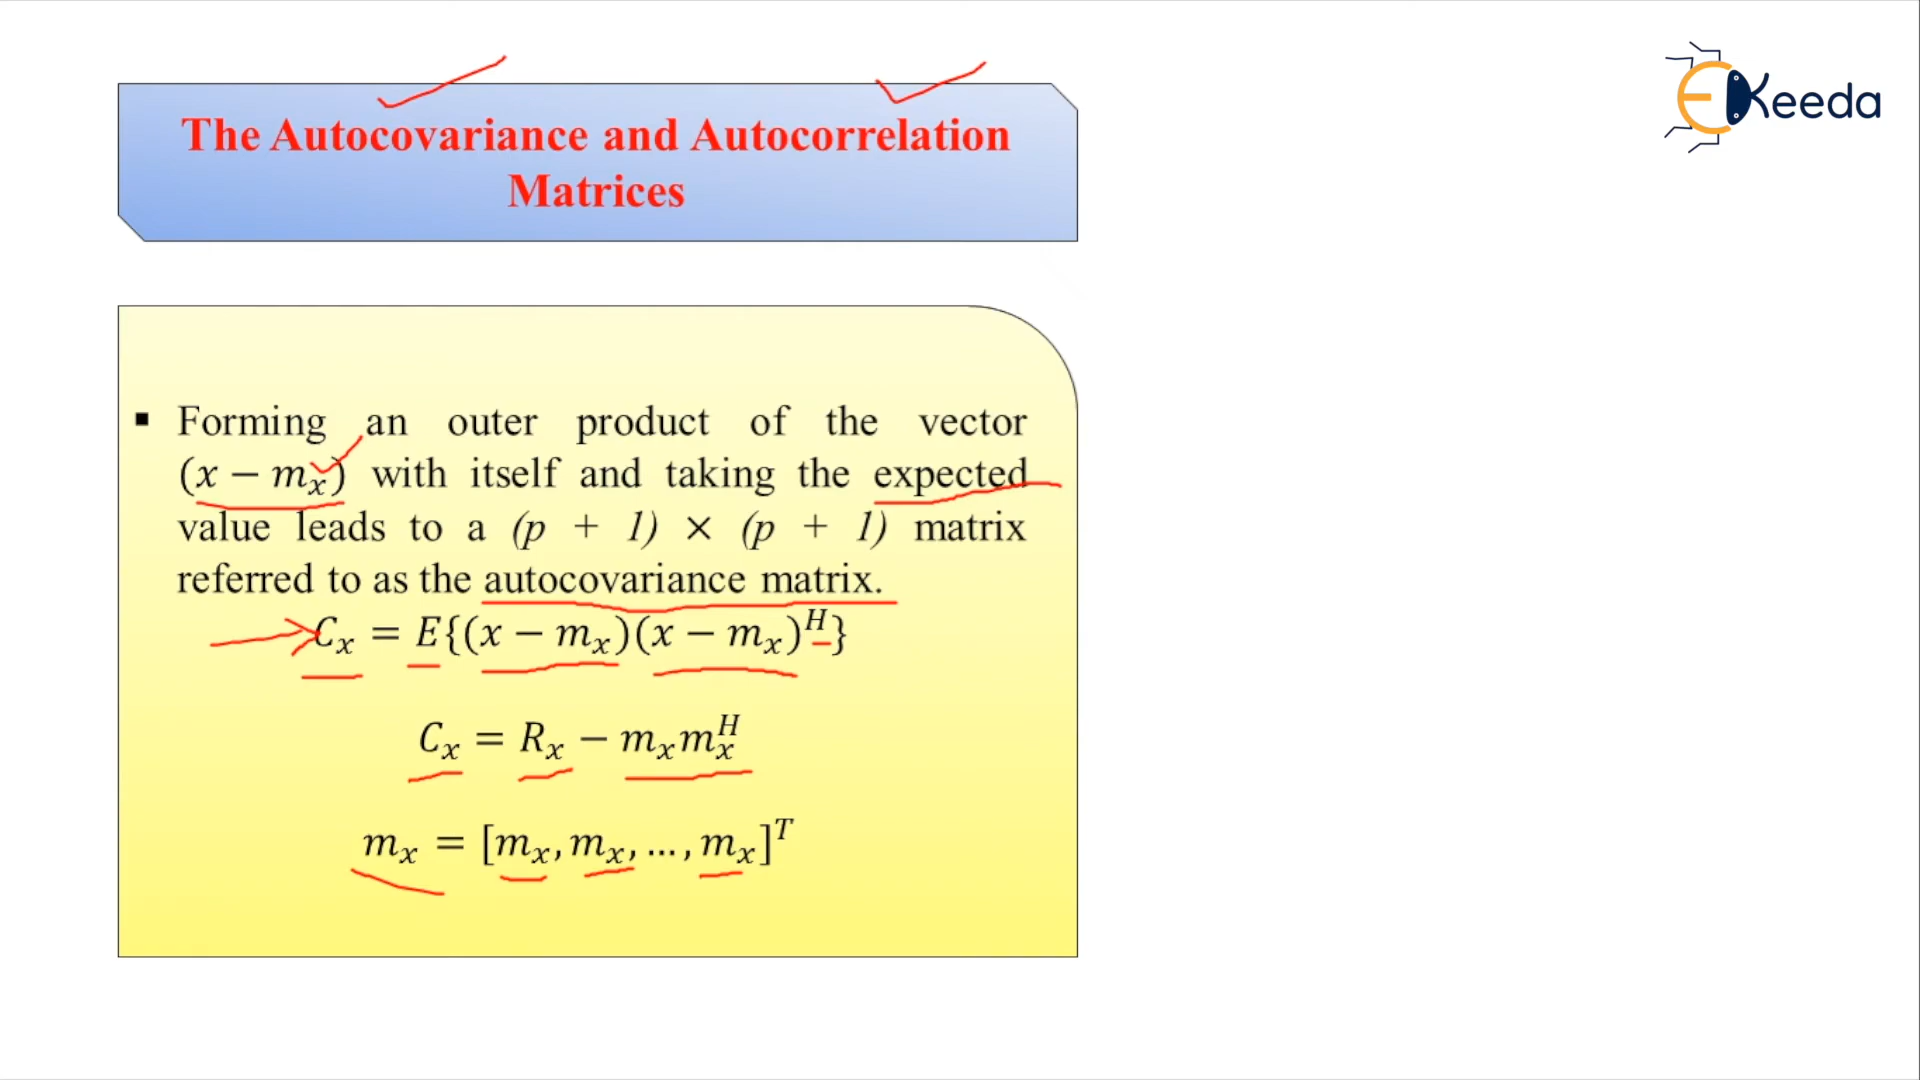 EKeeda
The Autocovariance and Autocorrelation
Matrices
▪ Forming an outer product of the vector
(x − mₓ) with itself and taking the expected
value leads to a (p + 1) × (p + 1) matrix
referred to as the autocovariance matrix.
Cₓ = E{(x − mₓ)(x − mₓ)ᴴ}
Cₓ = Rₓ − mₓmₓᴴ
mₓ = [mₓ, mₓ, … , mₓ]ᵀ